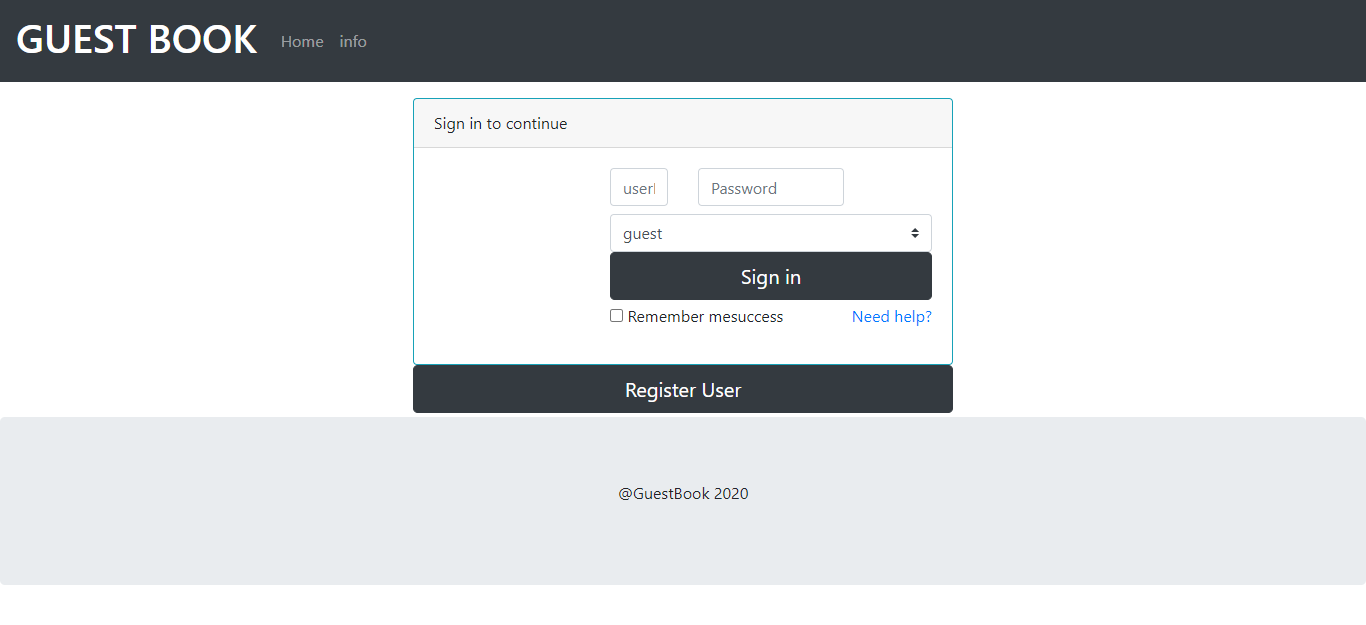 GUEST BOOK Home info
Sign in to continue
user Password
guest
Sign in
Remember mesuccess Need help?
Register User
@GuestBook 2020